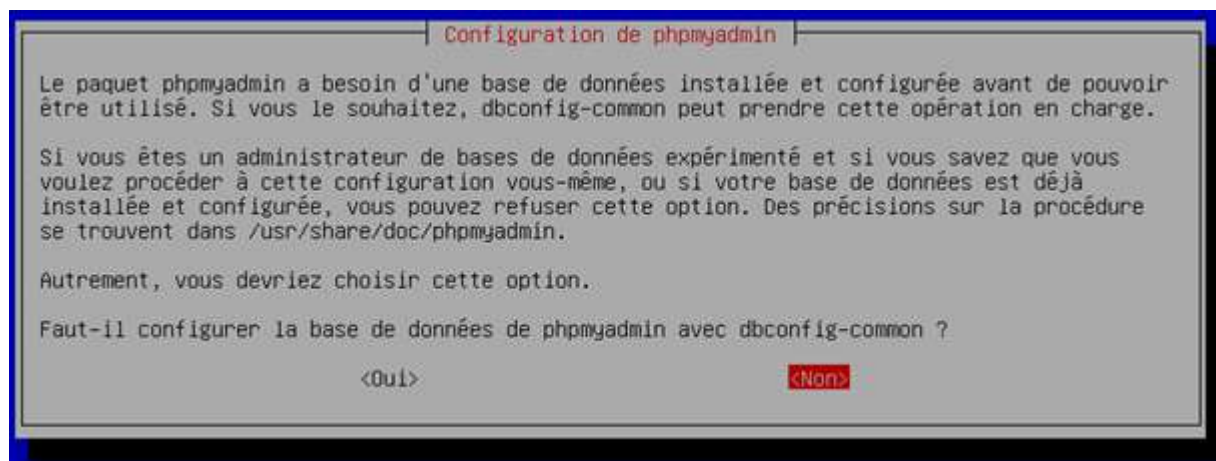 Configuration de phpmyadmin
Le paquet phpmyadmin a besoin d'une base de données installée et configurée avant de pouvoir
être utilisé. Si vous le souhaitez, dbconfig-common peut prendre cette opération en charge.
Si vous êtes un administrateur de bases de données expérimenté et si vous savez que vous
voulez procéder à cette configuration vous-même, ou si votre base de données est déjà
installée et configurée, vous pouvez refuser cette option. Des précisions sur la procédure
se trouvent dans /usr/share/doc/phpmyadmin.
Autrement, vous devriez choisir cette option.
Faut-il configurer la base de données de phpmyadmin avec dbconfig-common ?
<Oui> <Non>